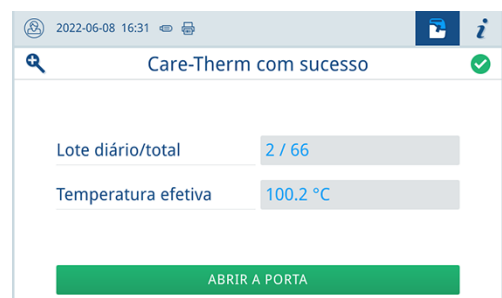 2022-06-08 16:31
i
Care-Therm com sucesso
Lote diário/total
2 / 66
Temperatura efetiva
100.2 °C
ABRIR A PORTA